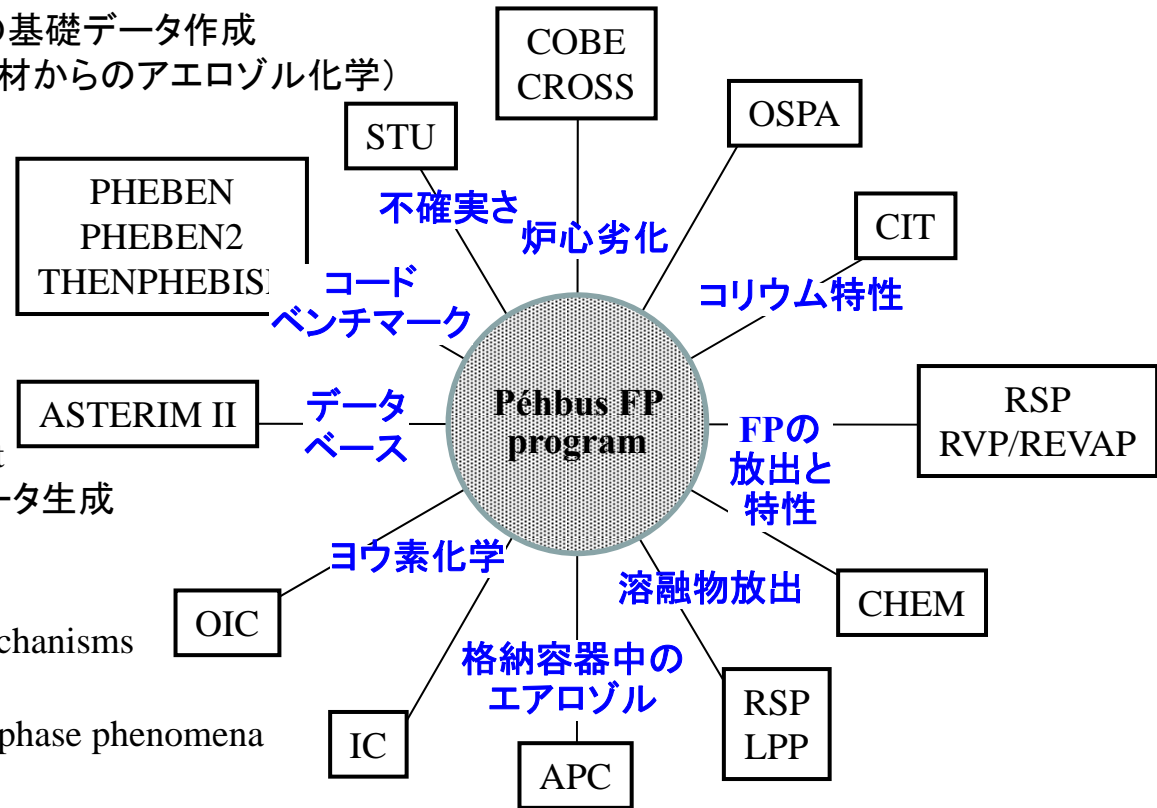 の基礎データ作成
材からのアエロゾル化学）
COBE
CROSS
OSPA
STU
PHEBEN
PHEBEN2
THENPHEBIS
不確実さ
炉心劣化
CIT
コード
ベンチマーク
コリウム特性
ASTERIM II
データ
ベース
Péhbus FP
program
FPの
放出と
特性
RSP
RVP/REVAP
t
ータ生成
ヨウ素化学
溶融物放出
CHEM
OIC
chanisms
格納容器中の
エアロゾル
RSP
LPP
phase phenomena
IC
APC